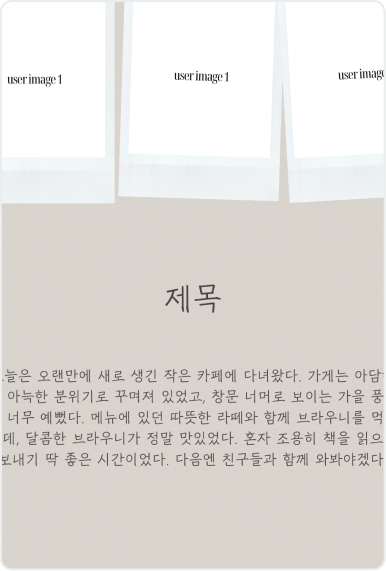 user image 1
user image 1
user image
제목
늘은 오랜만에 새로 생긴 작은 카페에 다녀왔다. 가게는 아담
아늑한 분위기로 꾸며져 있었고, 창문 너머로 보이는 가을 풍
너무 예뻤다. 메뉴에 있던 따뜻한 라떼와 함께 브라우니를 먹
데, 달콤한 브라우니가 정말 맛있었다. 혼자 조용히 책을 읽으
보내기 딱 좋은 시간이었다. 다음엔 친구들과 함께 와봐야겠다